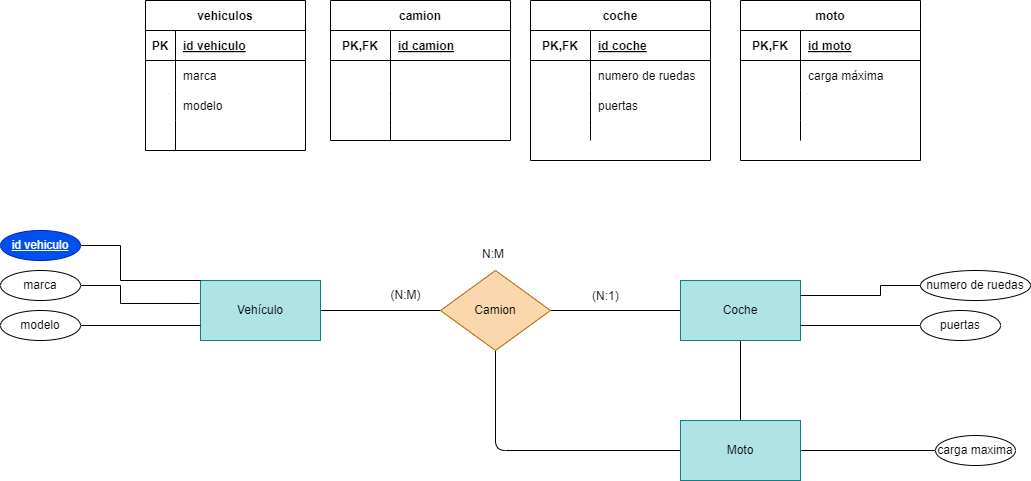 vehiculos
PK id vehiculo
marca
modelo
camion
PK,FK id camion
coche
PK,FK id coche
numero de ruedas
puertas
moto
PK,FK id moto
carga máxima
id vehiculo
marca
modelo
Vehículo
(N:M)
N:M
Camion
(N:1)
Coche
numero de ruedas
puertas
Moto
carga maxima